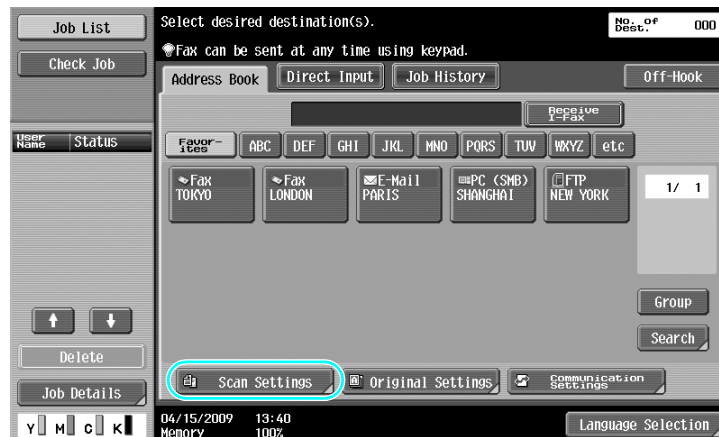 Job List
Check Job
User Name Status
Delete
Job Details
Y M C K
Select desired destination(s).
Fax can be sent at any time using keypad.
No. of Dest. 000
Address Book Direct Input Job History Off-Hook
Receive I-Fax
Favor-ites ABC DEF GHI JKL MNO PQRS TUV WXYZ etc
Fax TOKYO
Fax LONDON
E-Mail PARIS
PC (SMB) SHANGHAI
FTP NEW YORK
1/ 1
Group
Search
Scan Settings Original Settings Communication Settings
04/15/2009 13:40
Memory 100%
Language Selection